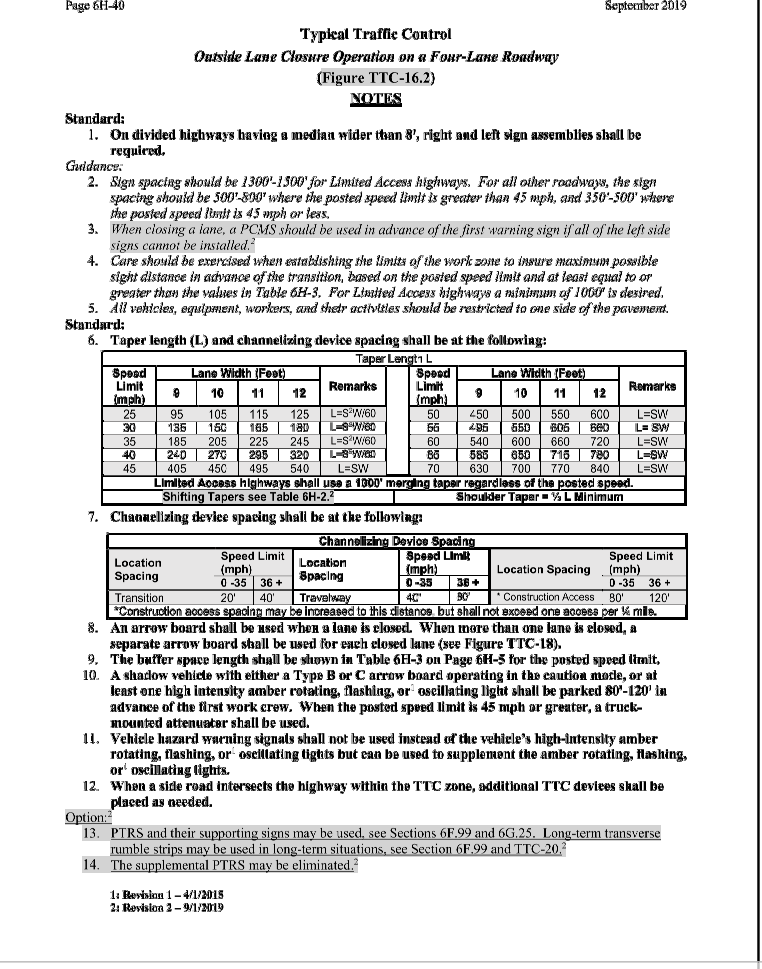 Page 6H-40 September 2019
Typical Traffic Control
Outside Lane Closure Operation on a Four-Lane Roadway
(Figure TTC-16.2)
NOTES
Standard:
1. On divided highways having a median wider than 8', right and left sign assemblies shall be
required.
Guidance:
2. Sign spacing should be 1300'-1500' for Limited Access highways. For all other roadways, the sign
spacing should be 500'-800' where the posted speed limit is greater than 45 mph, and 350'-500' where
the posted speed limit is 45 mph or less.
3. When closing a lane, a PCMS should be used in advance of the first warning sign if all of the left side
signs cannot be installed.²
4. Care should be exercised when establishing the limits of the work zone to insure maximum possible
sight distance in advance of the transition, based on the posted speed limit and at least equal to or
greater than the values in Table 6H-3. For Limited Access highways a minimum of 1000' is desired.
5. All vehicles, equipment, workers, and their activities should be restricted to one side of the pavement.
Standard:
6. Taper length (L) and channelizing device spacing shall be at the following:
Taper Length L
Speed Limit (mph) Lane Width (Feet) Remarks Speed Limit (mph) Lane Width (Feet) Remarks
9 10 11 12 9 10 11 12
25 95 105 115 125 L=S²W/60 50 450 500 550 600 L=SW
30 135 150 165 180 L=S²W/60 55 495 550 605 660 L= SW
35 185 205 225 245 L=S²W/60 60 540 600 660 720 L=SW
40 240 270 295 320 L=S²W/60 65 585 650 715 780 L=SW
45 405 450 495 540 L=SW 70 630 700 770 840 L=SW
Limited Access highways shall use a 1000' merging taper regardless of the posted speed.
Shifting Tapers see Table 6H-2.² Shoulder Taper = ⅓ L Minimum
7. Channelizing device spacing shall be at the following:
Channelizing Device Spacing
Location Spacing Speed Limit (mph) Location Spacing Speed Limit (mph) Location Spacing Speed Limit (mph)
0 -35 36 + 0 -35 36 + 0 -35 36 +
Transition 20' 40' Travelway 40' 80' * Construction Access 80' 120'
*Construction access spacing may be increased to this distance, but shall not exceed one access per ¼ mile.
8. An arrow board shall be used when a lane is closed. When more than one lane is closed, a
separate arrow board shall be used for each closed lane (see Figure TTC-18).
9. The buffer space length shall be shown in Table 6H-3 on Page 6H-5 for the posted speed limit.
10. A shadow vehicle with either a Type B or C arrow board operating in the caution mode, or at
least one high intensity amber rotating, flashing, or¹ oscillating light shall be parked 80'-120' in
advance of the first work crew. When the posted speed limit is 45 mph or greater, a truck-
mounted attenuator shall be used.
11. Vehicle hazard warning signals shall not be used instead of the vehicle's high-intensity amber
rotating, flashing, or¹ oscillating lights but can be used to supplement the amber rotating, flashing,
or¹ oscillating lights.
12. When a side road intersects the highway within the TTC zone, additional TTC devices shall be
placed as needed.
Option:²
13. PTRS and their supporting signs may be used, see Sections 6F.99 and 6G.25. Long-term transverse
rumble strips may be used in long-term situations, see Section 6F.99 and TTC-20.²
14. The supplemental PTRS may be eliminated.²
1: Revision 1 – 4/1/2015
2: Revision 2 – 9/1/2019